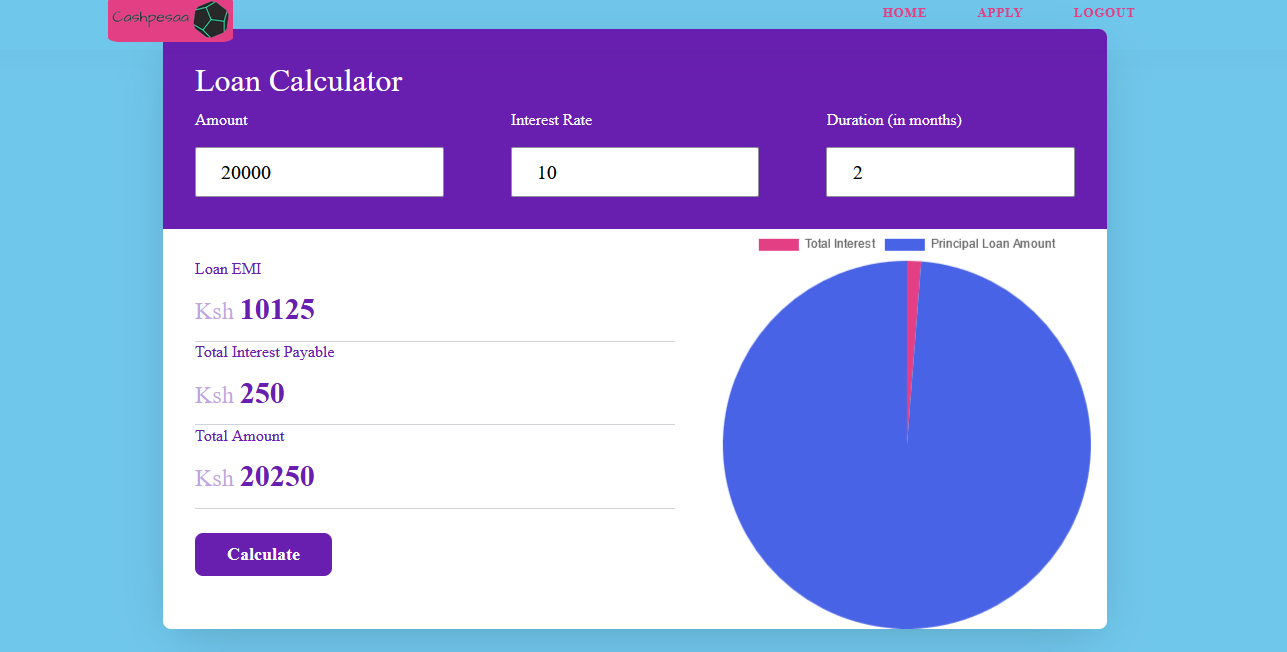 Cashpesaa
HOME APPLY LOGOUT
Loan Calculator
Amount Interest Rate Duration (in months)
20000 10 2
Total Interest Principal Loan Amount
Loan EMI
Ksh 10125
Total Interest Payable
Ksh 250
Total Amount
Ksh 20250
Calculate